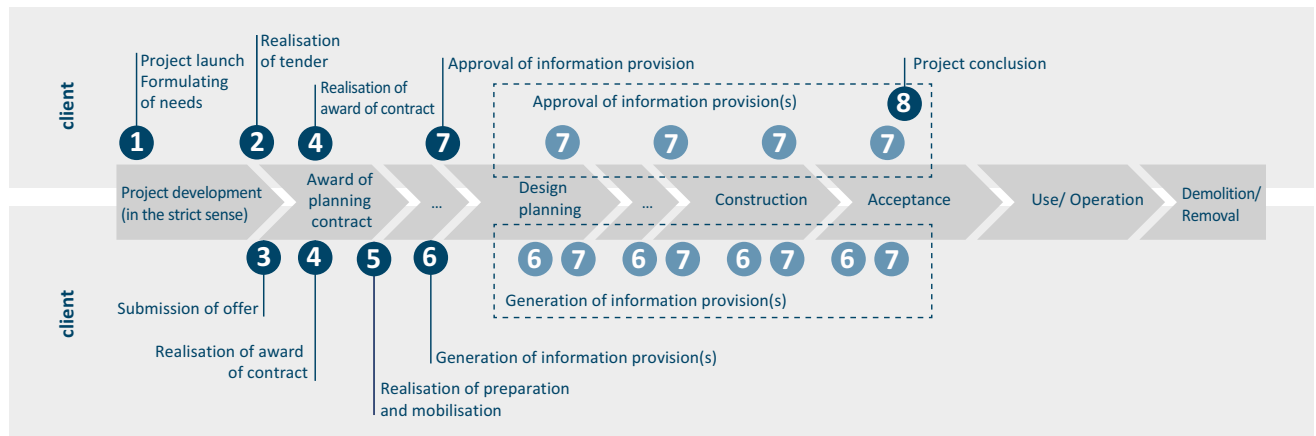 client
Project launch
Formulating
of needs
1
Realisation
of tender
2
Realisation of
award of contract
4
Approval of information provision
7
Approval of information provision(s)
7
7
7
7
Project conclusion
8
Project development
(in the strict sense)
Award of
planning
contract
...
Design
planning
...
Construction
Acceptance
Use/ Operation
Demolition/
Removal
client
3
Submission of offer
4
Realisation of award
of contract
5
Realisation of preparation
and mobilisation
6
Generation of information provision(s)
6 7 6 7 6 7 6 7
Generation of information provision(s)